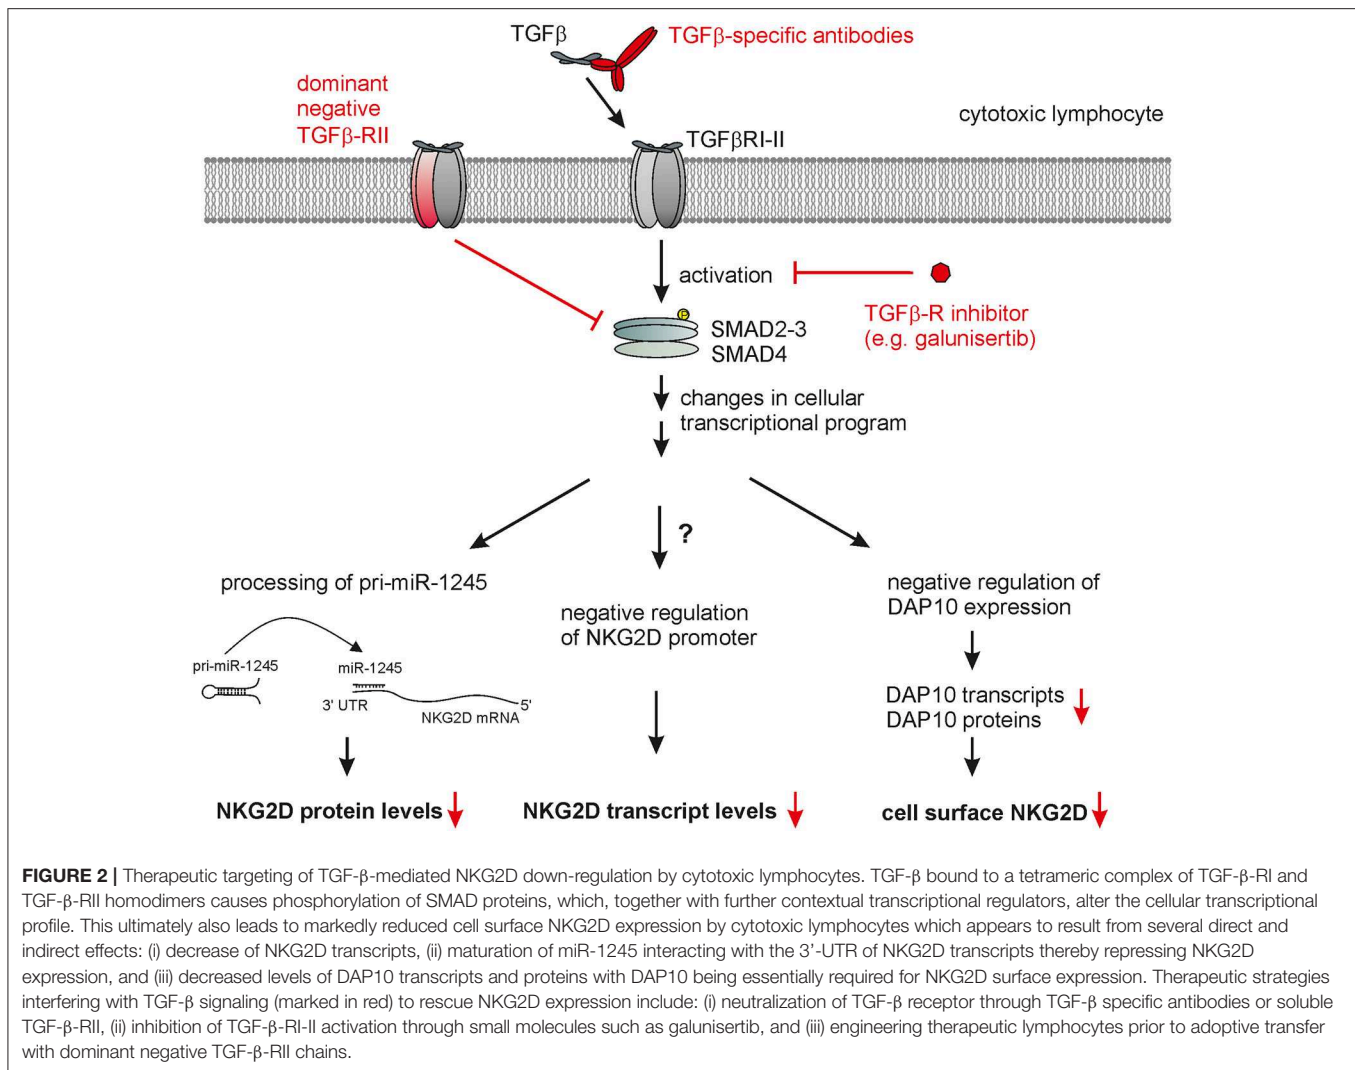 TGFβ
TGFβ-specific antibodies
dominant
negative
TGFβ-RII
cytotoxic lymphocyte
TGFβRI-II
activation
TGFβ-R inhibitor
(e.g. galunisertib)
P
SMAD2-3
SMAD4
changes in cellular
transcriptional program
?
processing of pri-miR-1245
pri-miR-1245
miR-1245
3' UTR
NKG2D mRNA
5'
negative regulation
of NKG2D promoter
negative regulation of
DAP10 expression
DAP10 transcripts
DAP10 proteins
NKG2D protein levels
NKG2D transcript levels
cell surface NKG2D
FIGURE 2 | Therapeutic targeting of TGF-β-mediated NKG2D down-regulation by cytotoxic lymphocytes. TGF-β bound to a tetrameric complex of TGF-β-RI and
TGF-β-RII homodimers causes phosphorylation of SMAD proteins, which, together with further contextual transcriptional regulators, alter the cellular transcriptional
profile. This ultimately also leads to markedly reduced cell surface NKG2D expression by cytotoxic lymphocytes which appears to result from several direct and
indirect effects: (i) decrease of NKG2D transcripts, (ii) maturation of miR-1245 interacting with the 3'-UTR of NKG2D transcripts thereby repressing NKG2D
expression, and (iii) decreased levels of DAP10 transcripts and proteins with DAP10 being essentially required for NKG2D surface expression. Therapeutic strategies
interfering with TGF-β signaling (marked in red) to rescue NKG2D expression include: (i) neutralization of TGF-β receptor through TGF-β specific antibodies or soluble
TGF-β-RII, (ii) inhibition of TGF-β-RI-II activation through small molecules such as galunisertib, and (iii) engineering therapeutic lymphocytes prior to adoptive transfer
with dominant negative TGF-β-RII chains.